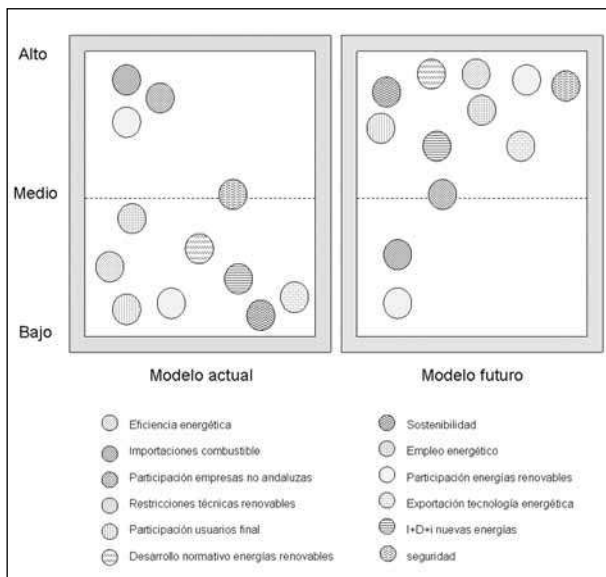 Alto
Medio
Bajo
Modelo actual
Modelo futuro
Eficiencia energética
Importaciones combustible
Participación empresas no andaluzas
Restricciones técnicas renovables
Participación usuarios final
Desarrollo normativo energías renovables
Sostenibilidad
Empleo energético
Participación energías renovables
Exportación tecnología energética
I+D+i nuevas energías
seguridad